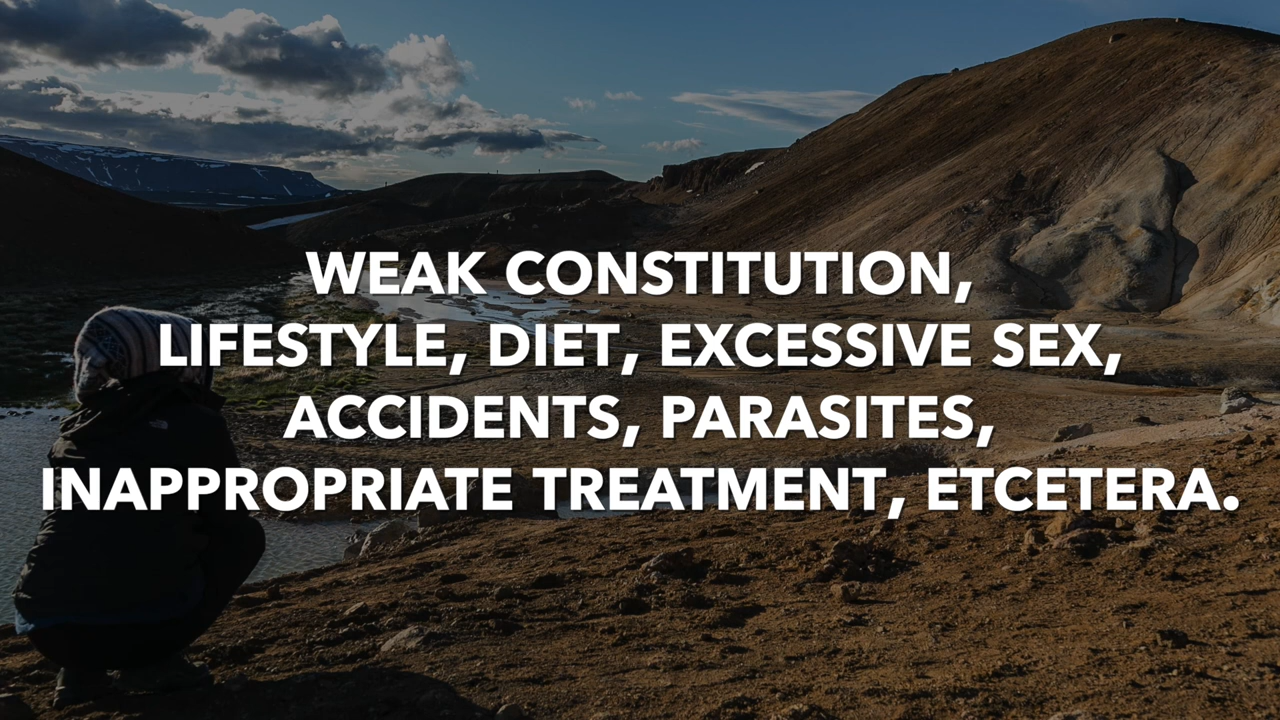 WEAK CONSTITUTION,
LIFESTYLE, DIET, EXCESSIVE SEX,
ACCIDENTS, PARASITES,
INAPPROPRIATE TREATMENT, ETCETERA.